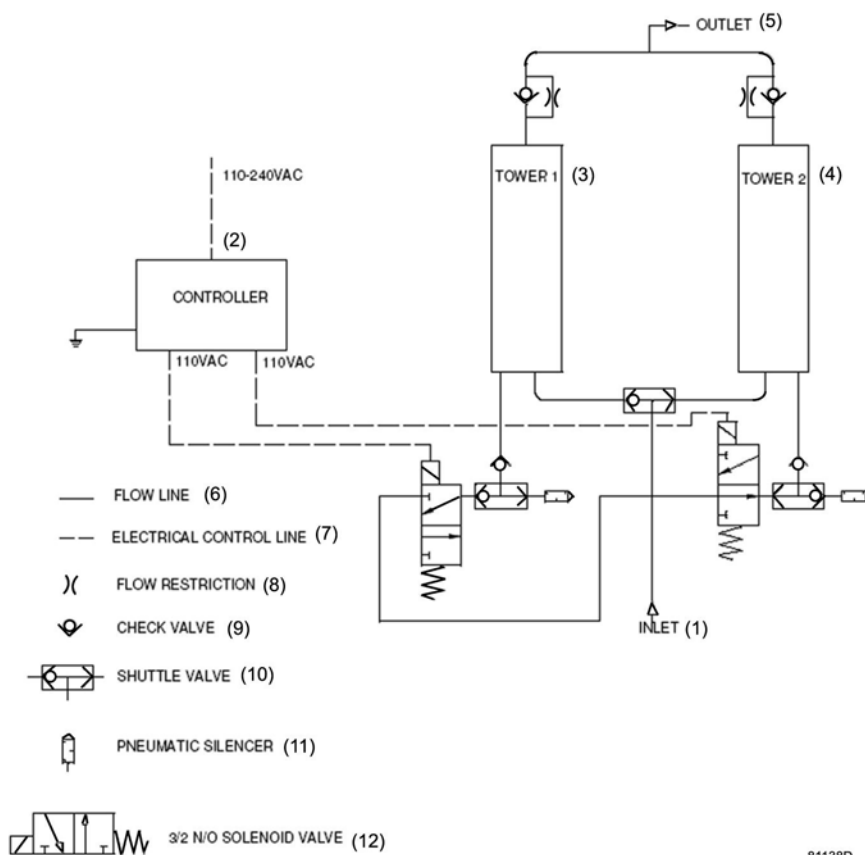 OUTLET (5)
TOWER 1 (3)
TOWER 2 (4)
110-240VAC
(2)
CONTROLLER
110VAC 110VAC
FLOW LINE (6)
ELECTRICAL CONTROL LINE (7)
FLOW RESTRICTION (8)
INLET (1)
CHECK VALVE (9)
SHUTTLE VALVE (10)
PNEUMATIC SILENCER (11)
3/2 N/O SOLENOID VALVE (12)